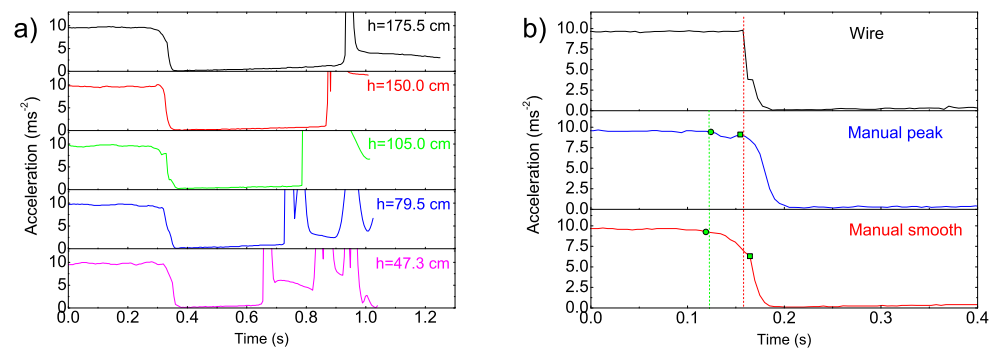 a)
10
5
0
h=175.5 cm
10
5
0
h=150.0 cm
10
5
0
h=105.0 cm
10
5
0
h=79.5 cm
10
5
0
h=47.3 cm
0.0 0.2 0.4 0.6 0.8 1.0 1.2
Time (s)
Acceleration (ms⁻²)
b)
10.0
7.5
5.0
2.5
0.0
Wire
10.0
7.5
5.0
2.5
0.0
Manual peak
10.0
7.5
5.0
2.5
0.0
Manual smooth
0.0 0.1 0.2 0.3 0.4
Time (s)
Acceleration (ms⁻²)